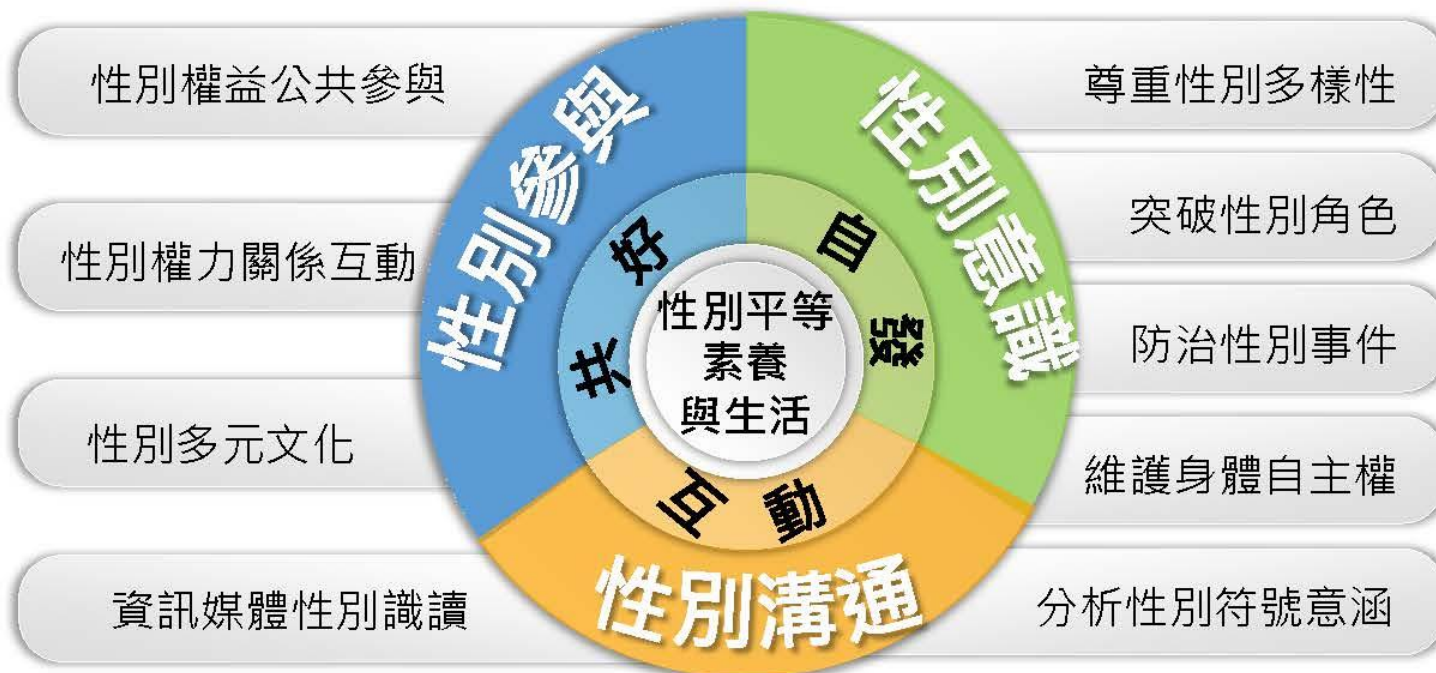 性別權益公共參與
性別權力關係互動
性別多元文化
資訊媒體性別識讀
性別參與
性別意識
性別溝通
共好
自發
互動
性別平等
素養
與生活
尊重性別多樣性
突破性別角色
防治性別事件
維護身體自主權
分析性別符號意涵